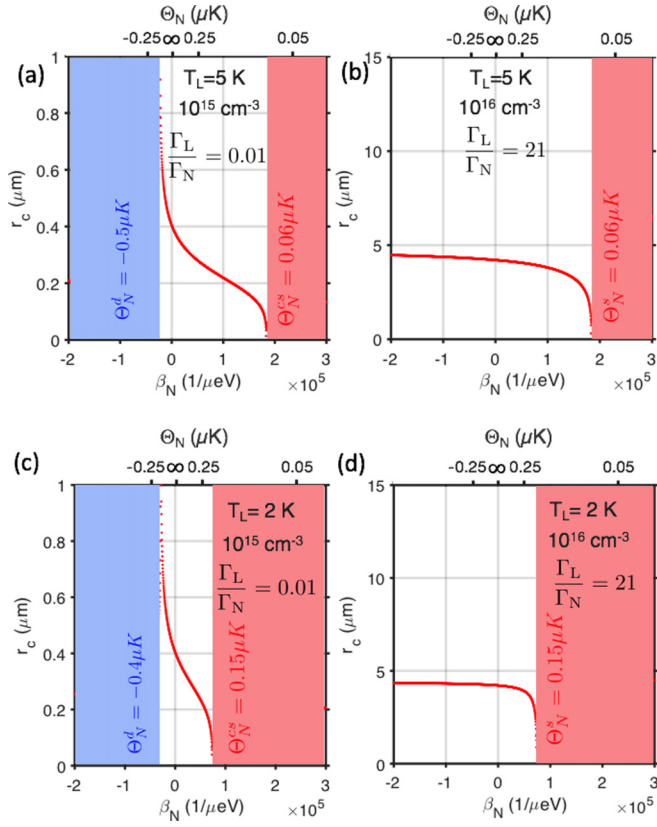 Θ_N (μK)
-0.25 ∞ 0.25 0.05
(a)
T_L=5 K
10^15 cm^-3
Γ_L/Γ_N = 0.01
Θ_N^d = −0.5μK
Θ_N^cs = 0.06μK
r_c (μm)
1
0.8
0.6
0.4
0.2
0
-2 -1 0 1 2 3
β_N (1/μeV) ×10^5
Θ_N (μK)
-0.25 ∞ 0.25 0.05
(b)
T_L=5 K
10^16 cm^-3
Γ_L/Γ_N = 21
Θ_N^s = 0.06μK
r_c (μm)
15
10
5
0
-2 -1 0 1 2 3
β_N (1/μeV) ×10^5
Θ_N (μK)
-0.25 ∞ 0.25 0.05
(c)
T_L= 2 K
10^15 cm^-3
Γ_L/Γ_N = 0.01
Θ_N^d = −0.4μK
Θ_N^cs = 0.15μK
r_c (μm)
1
0.8
0.6
0.4
0.2
0
-2 -1 0 1 2 3
β_N (1/μeV) ×10^5
Θ_N (μK)
-0.25 ∞ 0.25 0.05
(d)
T_L= 2 K
10^16 cm^-3
Γ_L/Γ_N = 21
Θ_N^s = 0.15μK
r_c (μm)
15
10
5
0
-2 -1 0 1 2 3
β_N (1/μeV) ×10^5